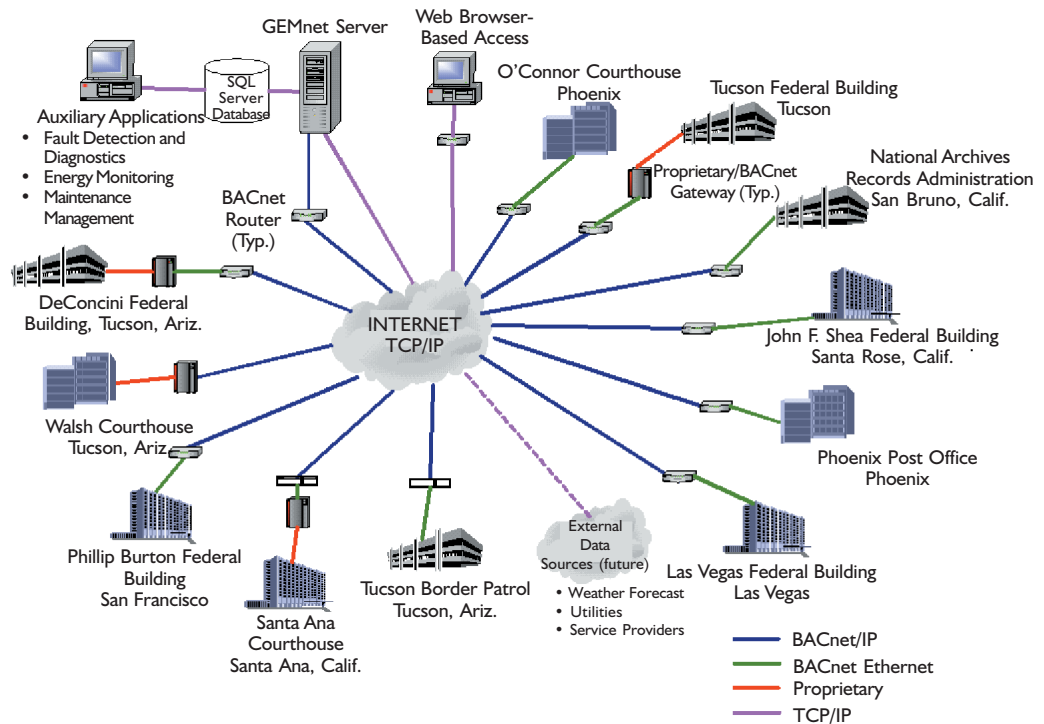 GEMnet Server
Web Browser-
Based Access
O'Connor Courthouse
Phoenix
Tucson Federal Building
Tucson
SQL
Server
Database
Auxiliary Applications
• Fault Detection and
Diagnostics
• Energy Monitoring
• Maintenance
Management
BACnet
Router
(Typ.)
Proprietary/BACnet
Gateway (Typ.)
National Archives
Records Administration
San Bruno, Calif.
DeConcini Federal
Building, Tucson, Ariz.
INTERNET
TCP/IP
John F. Shea Federal Building
Santa Rose, Calif.
Walsh Courthouse
Tucson, Ariz.
Phoenix Post Office
Phoenix
Phillip Burton Federal
Building
San Francisco
Santa Ana
Courthouse
Santa Ana, Calif.
Tucson Border Patrol
Tucson, Ariz.
External
Data
Sources (future)
• Weather Forecast
• Utilities
• Service Providers
Las Vegas Federal Building
Las Vegas
BACnet/IP
BACnet Ethernet
Proprietary
TCP/IP